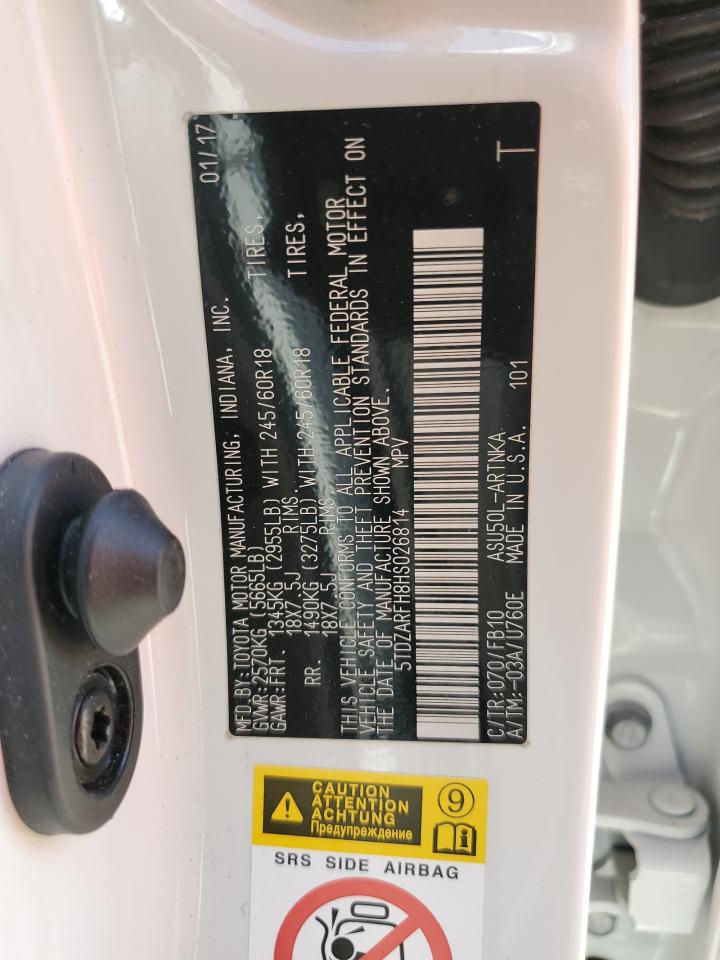 MFD.BY:TOYOTA MOTOR MANUFACTURING, INDIANA, INC. 01/17
GVWR:2570KG (5665LB)
GAWR:FRT. 1345KG (2955LB) WITH 245/60R18 TIRES,
18X7.5J RIMS.
RR. 1490KG (3275LB) WITH 245/60R18 TIRES,
18X7.5J RIMS.
THIS VEHICLE CONFORMS TO ALL APPLICABLE FEDERAL MOTOR
VEHICLE SAFETY AND THEFT PREVENTION STANDARDS IN EFFECT ON
THE DATE OF MANUFACTURE SHOWN ABOVE.
5TDZARFH8HS026814 MPV
C/TR:070/FB10 ASU50L-ARTNKA 101 T
A/TM:-03A/U760E MADE IN U.S.A.
CAUTION
ATTENTION
ACHTUNG
Предупреждение
9
SRS SIDE AIRBAG